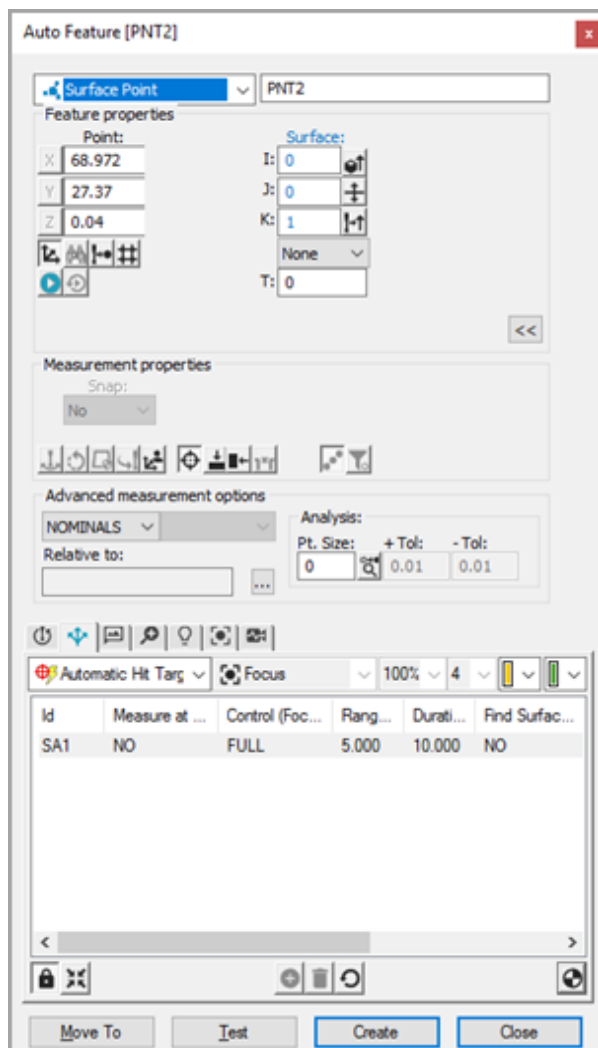 Auto Feature [PNT2]
x
Surface Point PNT2
Feature properties
Point: Surface:
X 68.972 I: 0
Y 27.37 J: 0
Z 0.04 K: 1
None
T: 0
<<
Measurement properties
Snap:
No
Advanced measurement options
NOMINALS Analysis:
Pt. Size: + Tol: - Tol:
Relative to: 0 0.01 0.01
...
Automatic Hit Targ Focus 100% 4
Id Measure at ... Control (Foc... Rang... Durati... Find Surfac...
SA1 NO FULL 5.000 10.000 NO
< >
Move To Test Create Close